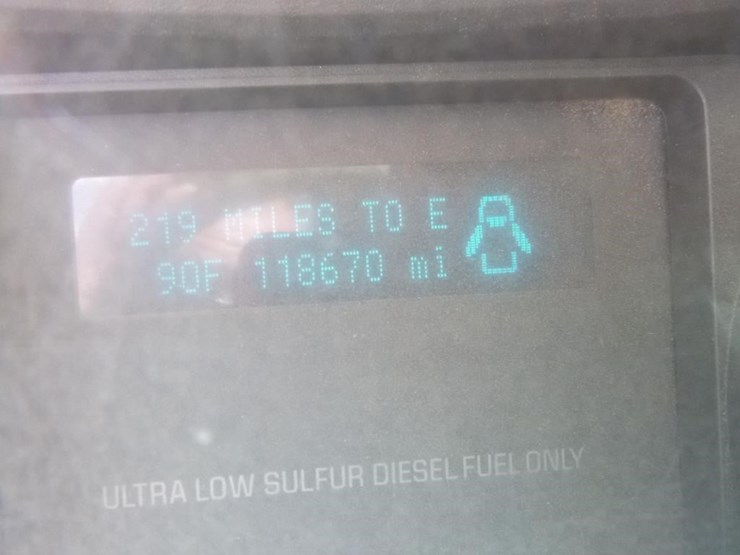 219 MILES TO E
90F 118670 mi
ULTRA LOW SULFUR DIESEL FUEL ONLY